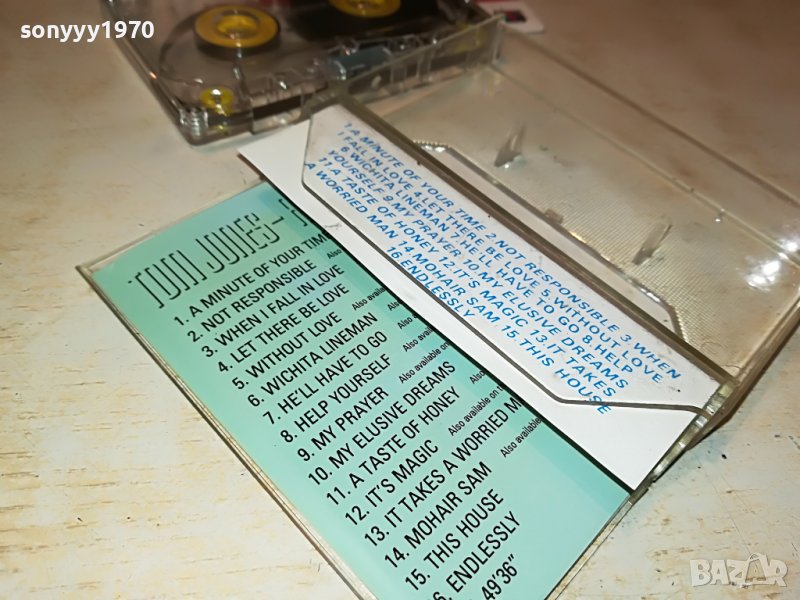 sonyyy1970
TOM JONES-
1. A MINUTE OF YOUR TIME
2. NOT RESPONSIBLE
3. WHEN I FALL IN LOVE
4. LET THERE BE LOVE
5. WITHOUT LOVE
6. WICHITA LINEMAN
7. HE'LL HAVE TO GO
8. HELP YOURSELF
9. MY PRAYER
10. MY ELUSIVE DREAMS
11. A TASTE OF HONEY
12. IT'S MAGIC
13. IT TAKES A WORRIED M
14. MOHAIR SAM
15. THIS HOUSE
6. ENDLESSLY
49'36"
1 A MINUTE OF YOUR TIME 2 NOT RESPONSIBLE 3 WHEN
I FALL IN LOVE 4. LET THERE BE LOVE 5 WITHOUT LOVE
6. WICHITA LINEMAN 7HE'LL HAVE TO GO 8 HELP
YOURSELF 9. MY PRAYER 10. MY ELUSIVE DREAMS
11 A TASTE OF HONEY 12. IT'S MAGIC 13. IT TAKES
A WORRIED MAN 14. MOHAIR SAM. 15. THIS HOUSE
16 ENDLESSLY
BAZAR